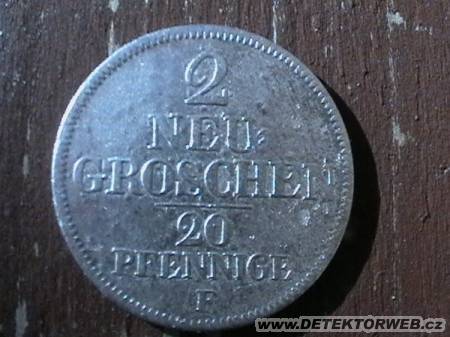 2
NEU-
GROSCHEN
20
PFENNIGE
F
WWW.DETEKTORWEB.CZ